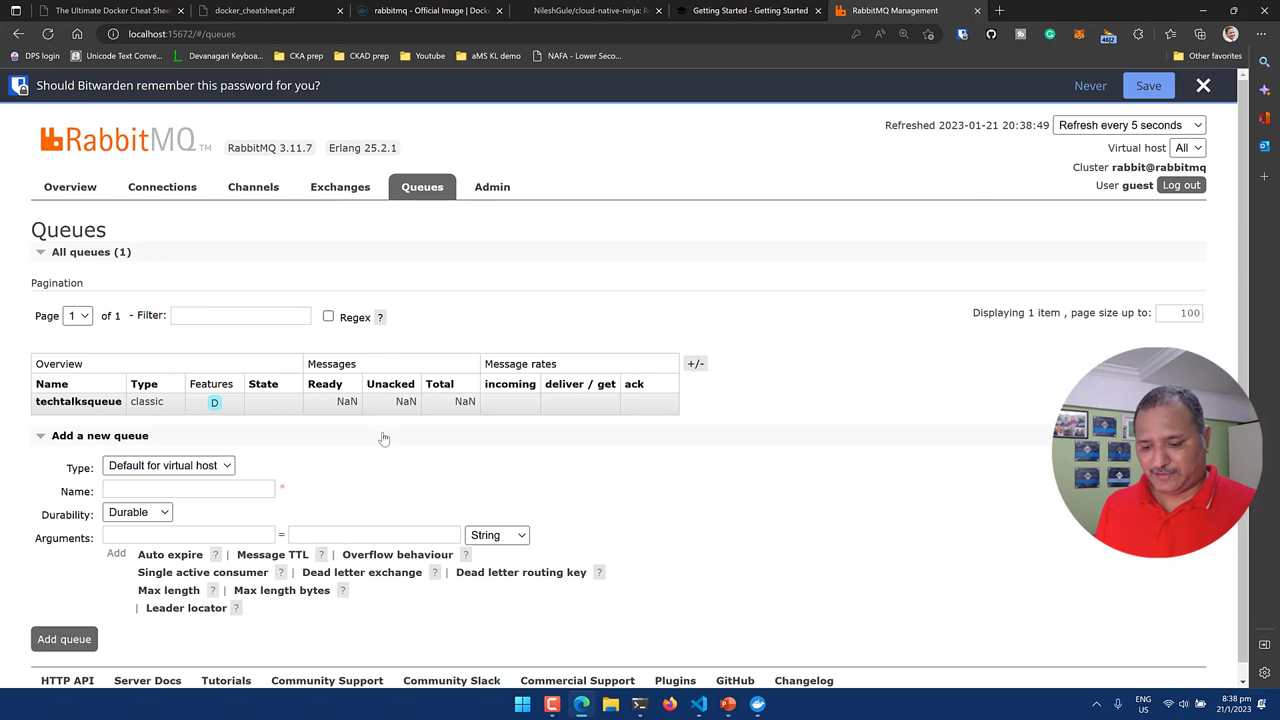 The Ultimate Docker Cheat Sheet
docker_cheatsheet.pdf
rabbitmq - Official Image | Docke
NileshGule/cloud-native-ninja: Re
Getting Started - Getting Started
RabbitMQ Management
localhost:15672/#/queues
DPS login
Unicode Text Conve...
Devanagari Keyboa...
CKA prep
CKAD prep
Youtube
aMS KL demo
NAFA - Lower Seco...
Other favorites
Should Bitwarden remember this password for you?
Never
Save
RabbitMQ TM
RabbitMQ 3.11.7
Erlang 25.2.1
Refreshed 2023-01-21 20:38:49
Refresh every 5 seconds
Virtual host All
Cluster rabbit@rabbitmq
User guest Log out
Overview
Connections
Channels
Exchanges
Queues
Admin
Queues
All queues (1)
Pagination
Page 1 of 1 - Filter:
Regex ?
Displaying 1 item , page size up to: 100
Overview Messages Message rates +/-
Name Type Features State Ready Unacked Total incoming deliver / get ack
techtalksqueue classic D NaN NaN NaN
Add a new queue
Type: Default for virtual host
Name: *
Durability: Durable
Arguments: = String
Add Auto expire ? | Message TTL ? | Overflow behaviour ?
Single active consumer ? | Dead letter exchange ? | Dead letter routing key ?
Max length ? | Max length bytes ?
| Leader locator ?
Add queue
HTTP API
Server Docs
Tutorials
Community Support
Community Slack
Commercial Support
Plugins
GitHub
Changelog
ENG
US
8:38 pm
21/1/2023